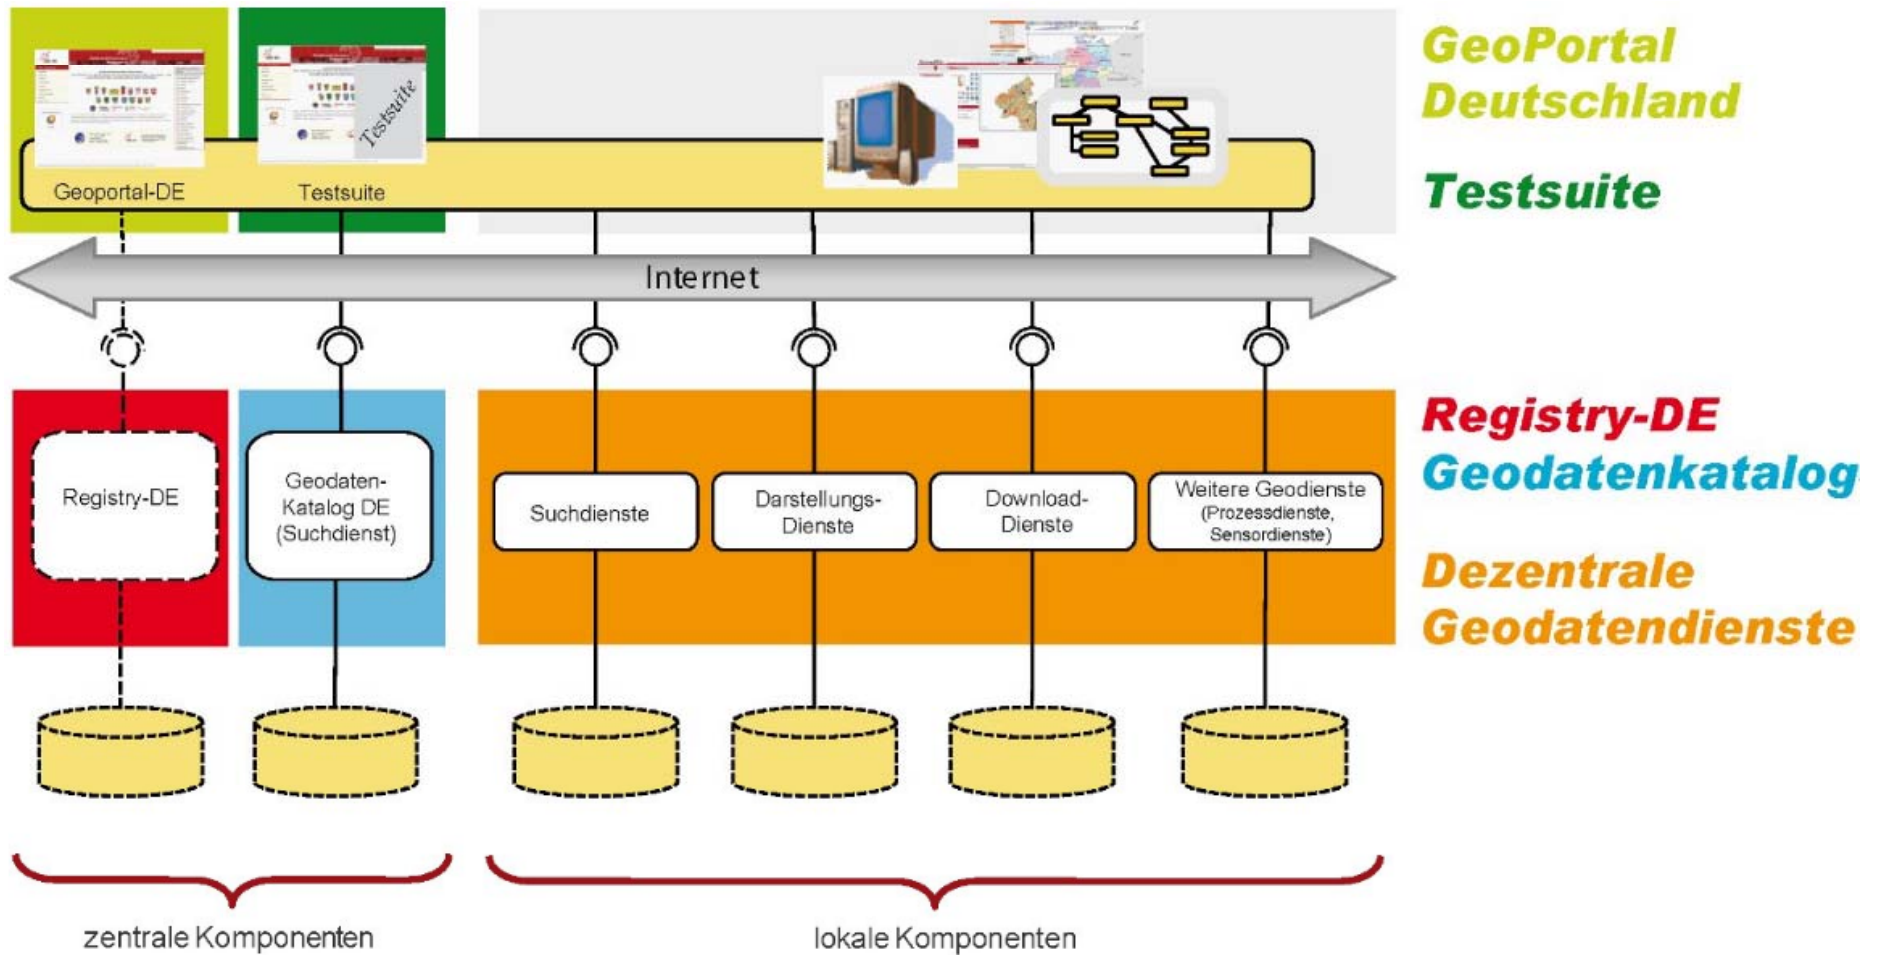 GeoPortal
Deutschland
Testsuite
Testsuite
Geoportal-DE
Testsuite
Internet
Registry-DE
Geodatenkatalog
Dezentrale
Geodatendienste
Registry-DE
Geodaten-
Katalog DE
(Suchdienst)
Suchdienste
Darstellungs-
Dienste
Download-
Dienste
Weitere Geodienste
(Prozessdienste,
Sensordienste)
zentrale Komponenten
lokale Komponenten